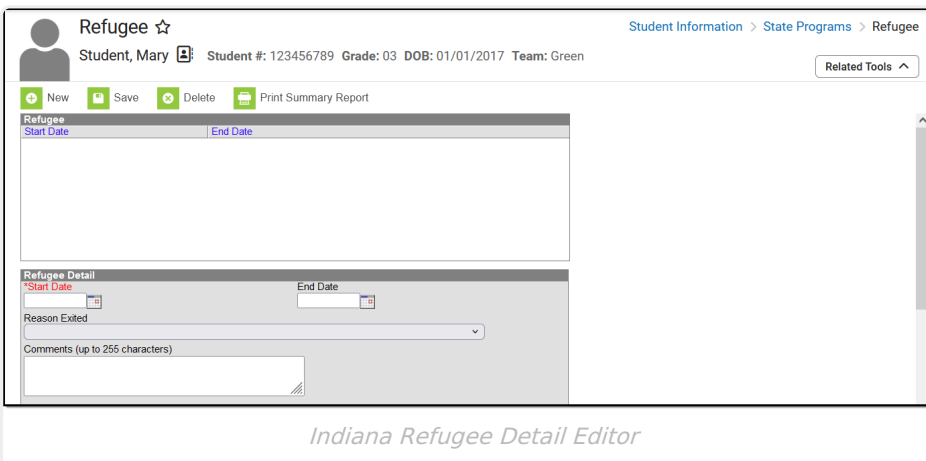 Refugee
Student Information > State Programs > Refugee
Student, Mary Student #: 123456789 Grade: 03 DOB: 01/01/2017 Team: Green
Related Tools
New Save Delete Print Summary Report
Refugee
Start Date End Date
Refugee Detail
*Start Date End Date
Reason Exited
Comments (up to 255 characters)
Indiana Refugee Detail Editor